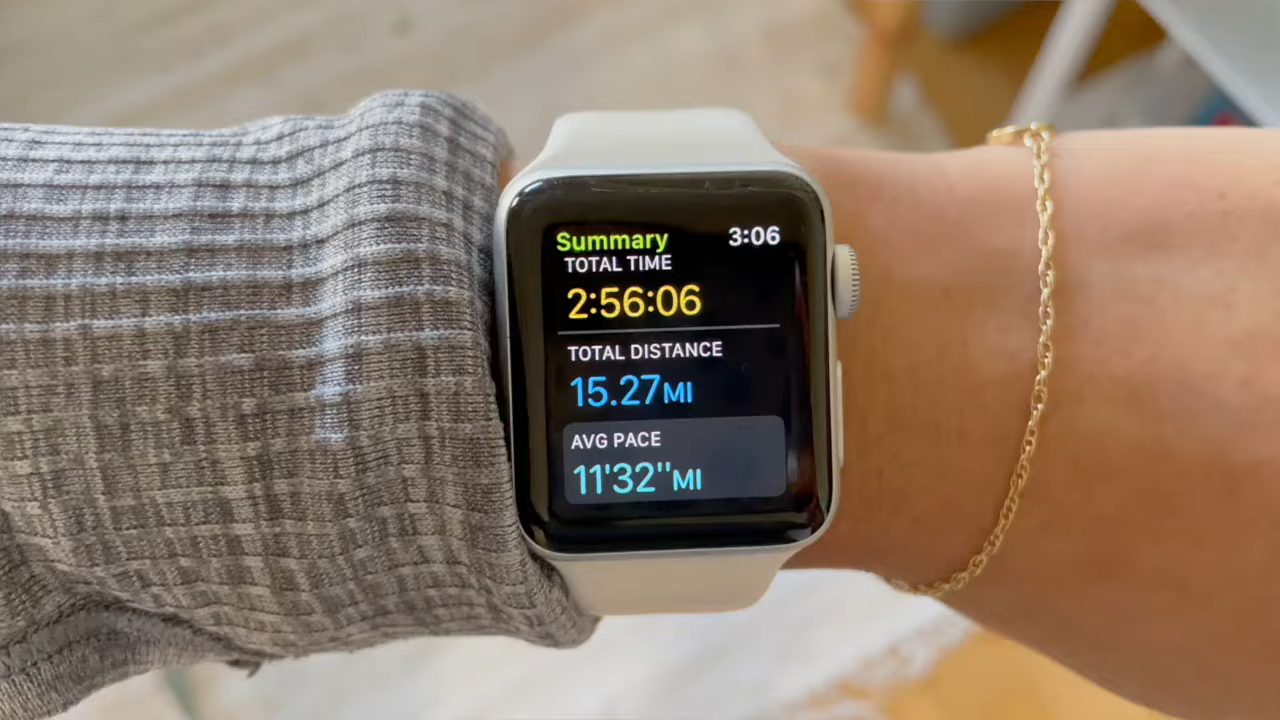 Summary 3:06
TOTAL TIME
2:56:06
TOTAL DISTANCE
15.27MI
AVG PACE
11'32"MI